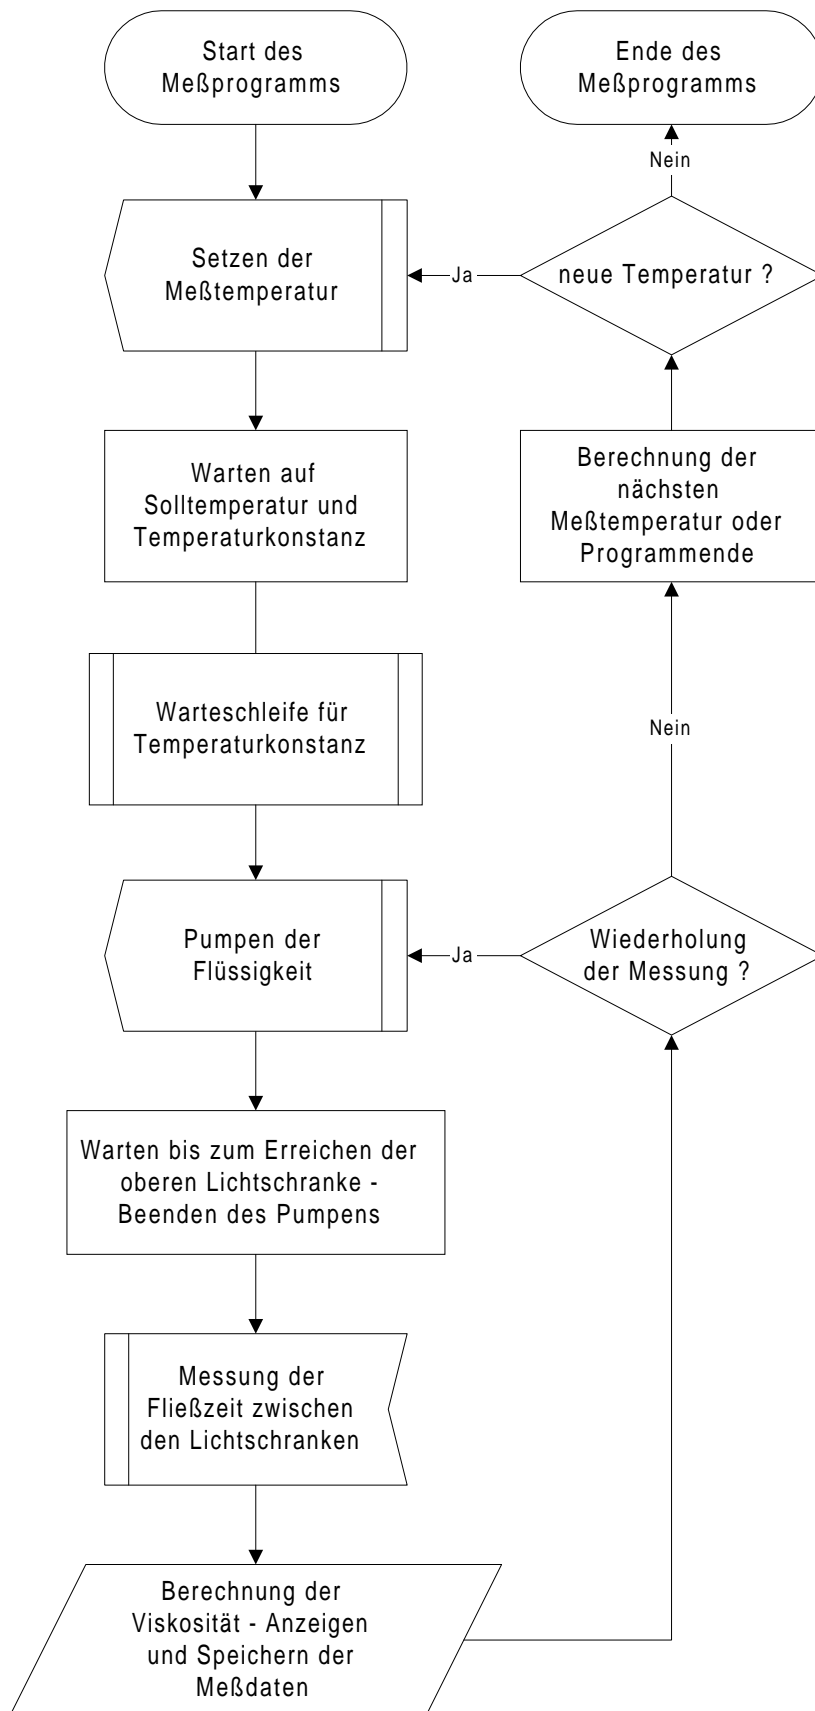 Start des
Meßprogramms
Ende des
Meßprogramms
Nein
Setzen der
Meßtemperatur
Ja
neue Temperatur ?
Warten auf
Solltemperatur und
Temperaturkonstanz
Berechnung der
nächsten
Meßtemperatur oder
Programmende
Warteschleife für
Temperaturkonstanz
Nein
Pumpen der
Flüssigkeit
Ja
Wiederholung
der Messung ?
Warten bis zum Erreichen der
oberen Lichtschranke -
Beenden des Pumpens
Messung der
Fließzeit zwischen
den Lichtschranken
Berechnung der
Viskosität - Anzeigen
und Speichern der
Meßdaten